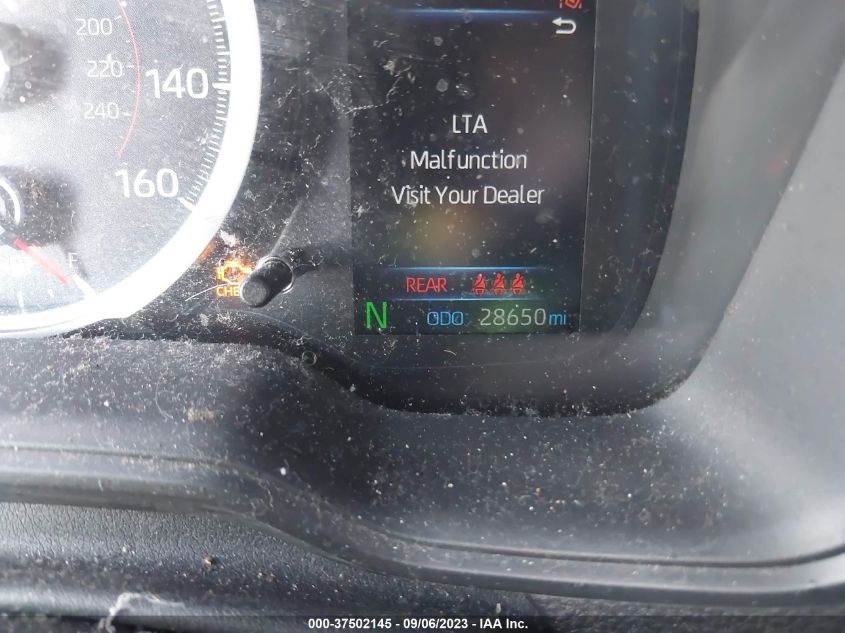 200
220
240
140
160
F
CHE
LTA
Malfunction
Visit Your Dealer
REAR
N ODO 28650 mi
000-37502145 - 09/06/2023 - IAA Inc.